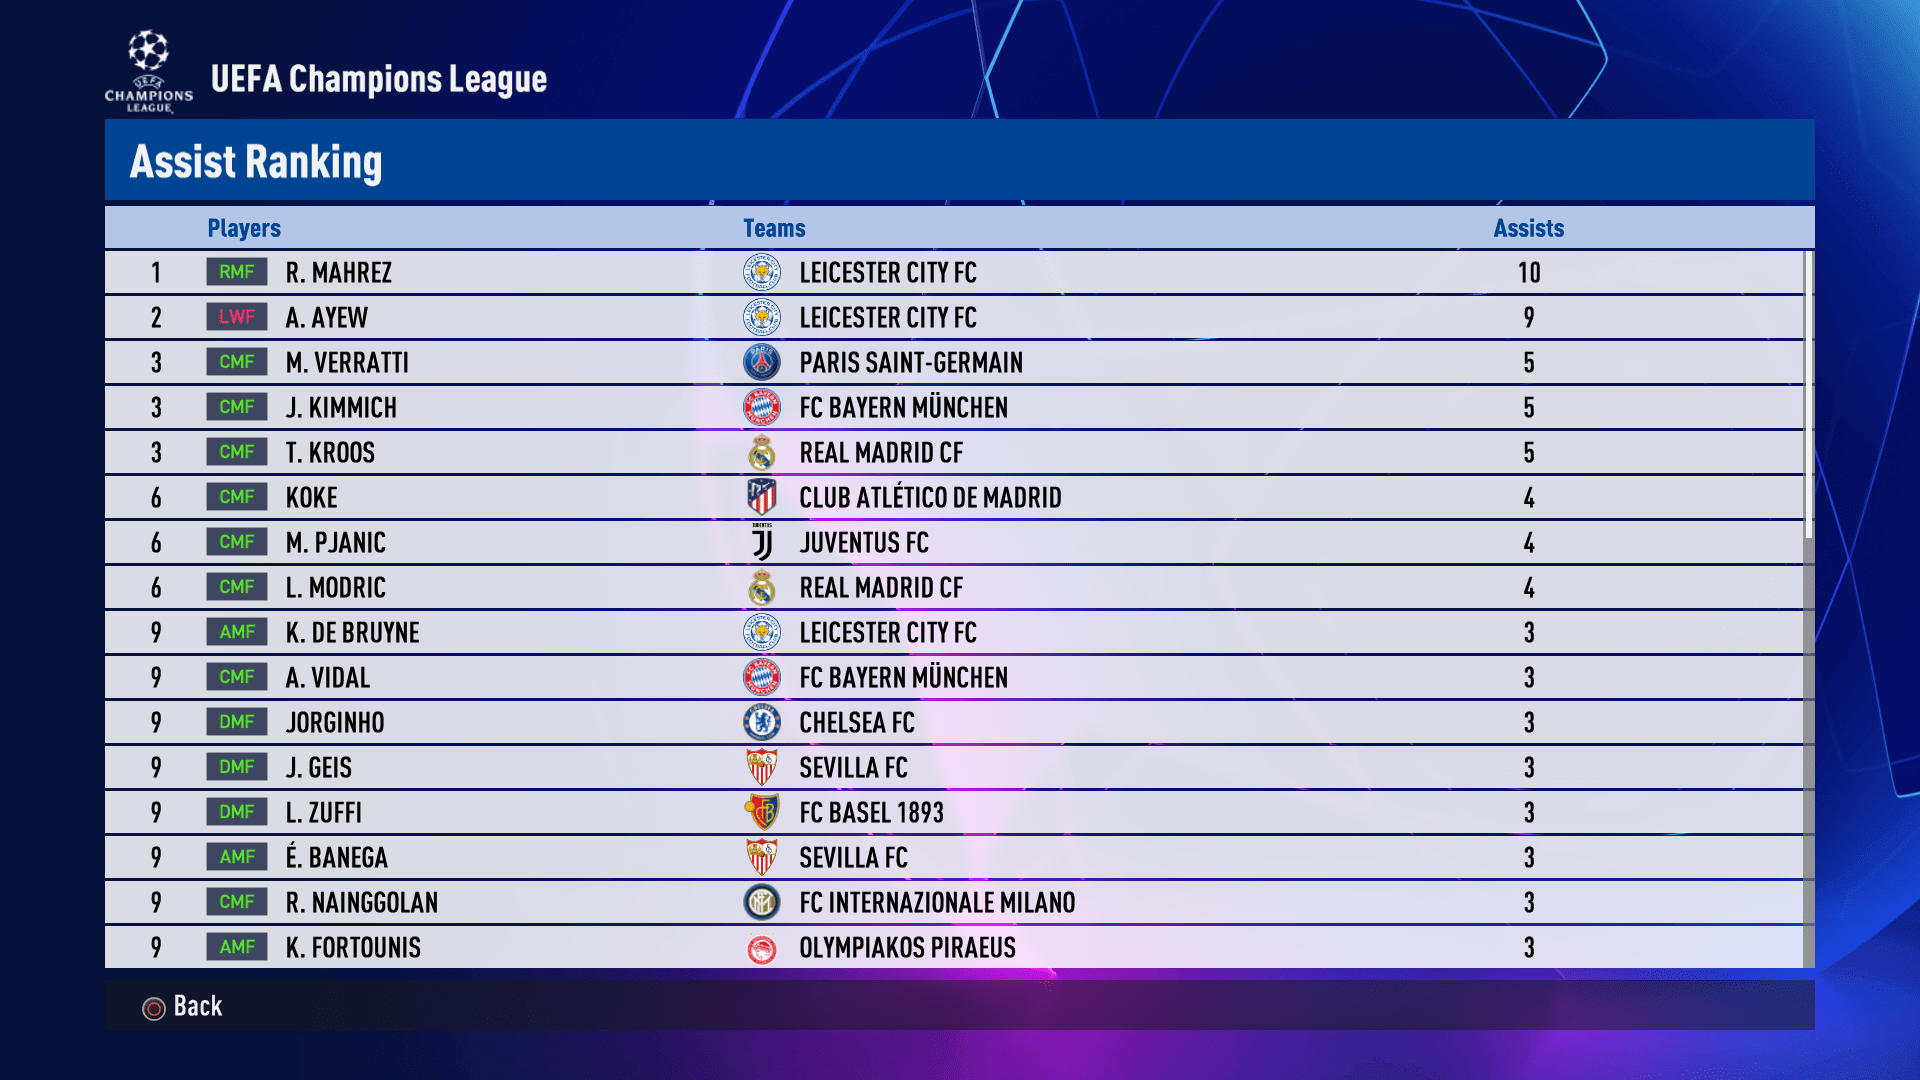 UEFA CHAMPIONS LEAGUE
UEFA Champions League
Assist Ranking
Players Teams Assists
1 RMF R. MAHREZ LEICESTER CITY FC 10
2 LWF A. AYEW LEICESTER CITY FC 9
3 CMF M. VERRATTI PARIS SAINT-GERMAIN 5
3 CMF J. KIMMICH FC BAYERN MÜNCHEN 5
3 CMF T. KROOS REAL MADRID CF 5
6 CMF KOKE CLUB ATLÉTICO DE MADRID 4
6 CMF M. PJANIC JUVENTUS FC 4
6 CMF L. MODRIC REAL MADRID CF 4
9 AMF K. DE BRUYNE LEICESTER CITY FC 3
9 CMF A. VIDAL FC BAYERN MÜNCHEN 3
9 DMF JORGINHO CHELSEA FC 3
9 DMF J. GEIS SEVILLA FC 3
9 DMF L. ZUFFI FC BASEL 1893 3
9 AMF É. BANEGA SEVILLA FC 3
9 CMF R. NAINGGOLAN FC INTERNAZIONALE MILANO 3
9 AMF K. FORTOUNIS OLYMPIAKOS PIRAEUS 3
Back